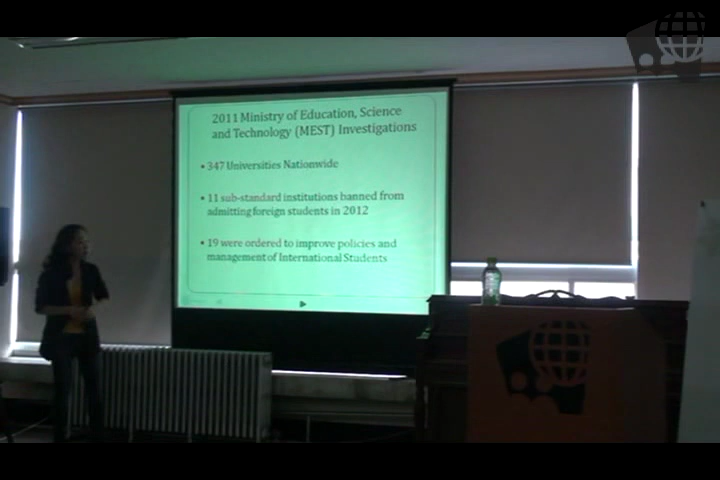 2011 Ministry of Education, Science
and Technology (MEST) Investigations
• 347 Universities Nationwide
• 11 sub-standard institutions banned from
admitting foreign students in 2012
• 19 were ordered to improve policies and
management of International Students